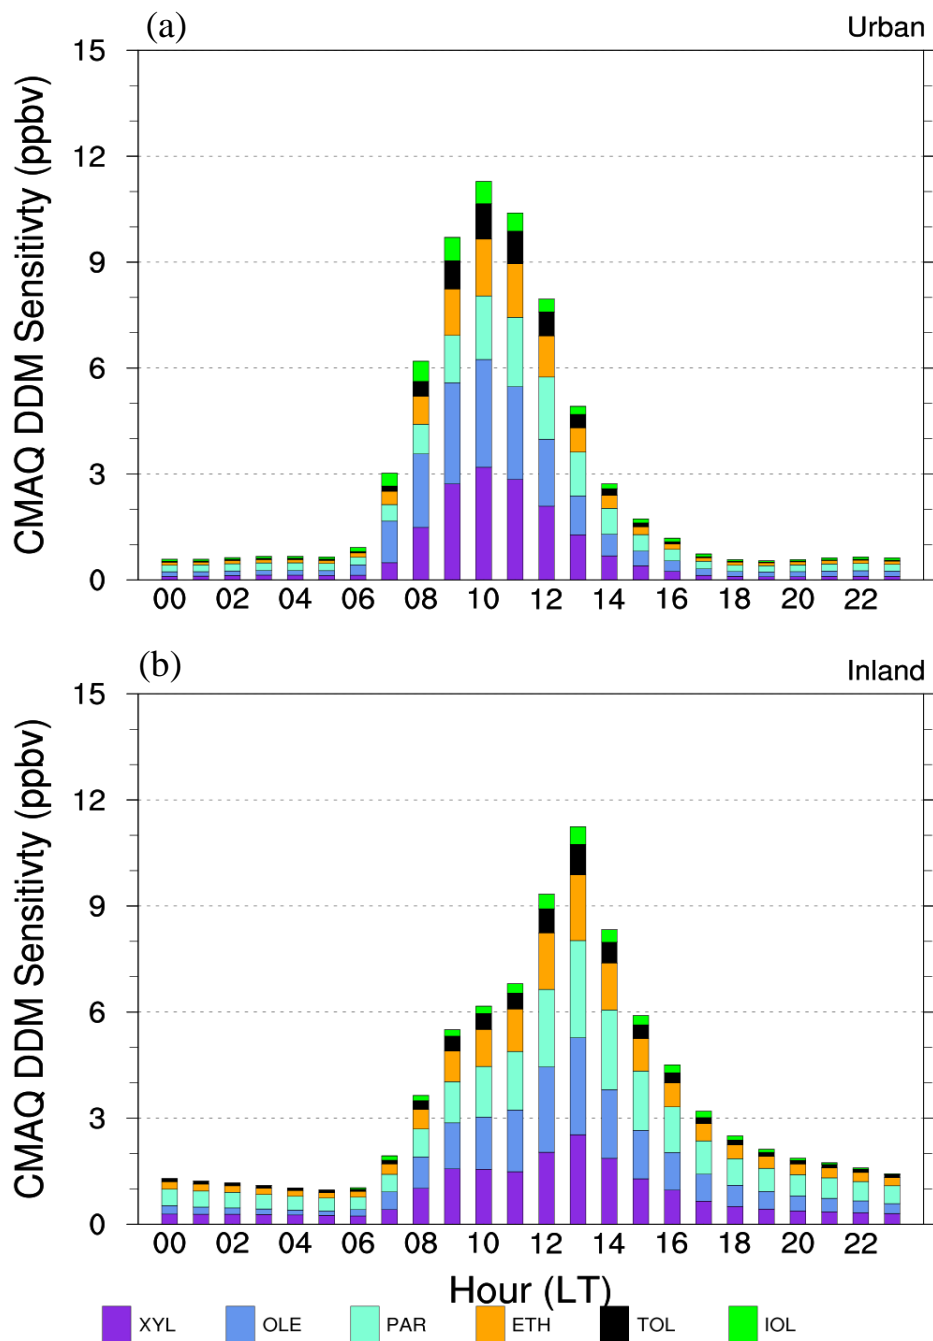 (a) Urban
CMAQ DDM Sensitivty (ppbv)
15
12
9
6
3
0
00 02 04 06 08 10 12 14 16 18 20 22
(b) Inland
CMAQ DDM Sensitivty (ppbv)
15
12
9
6
3
0
00 02 04 06 08 10 12 14 16 18 20 22
Hour (LT)
XYL OLE PAR ETH TOL IOL